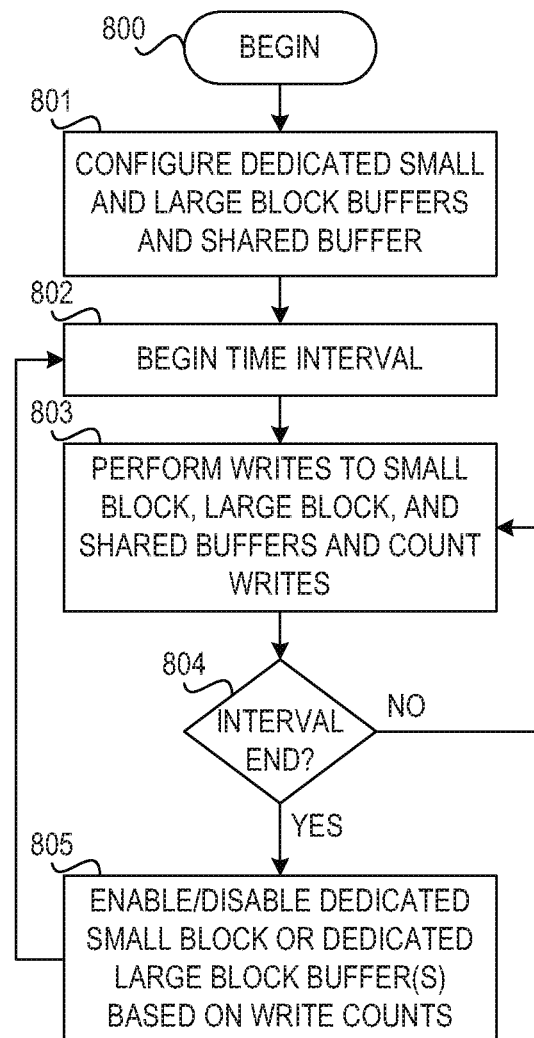 800
BEGIN
801
CONFIGURE DEDICATED SMALL
AND LARGE BLOCK BUFFERS
AND SHARED BUFFER
802
BEGIN TIME INTERVAL
803
PERFORM WRITES TO SMALL
BLOCK, LARGE BLOCK, AND
SHARED BUFFERS AND COUNT
WRITES
804
INTERVAL
END?
NO
YES
805
ENABLE/DISABLE DEDICATED
SMALL BLOCK OR DEDICATED
LARGE BLOCK BUFFER(S)
BASED ON WRITE COUNTS